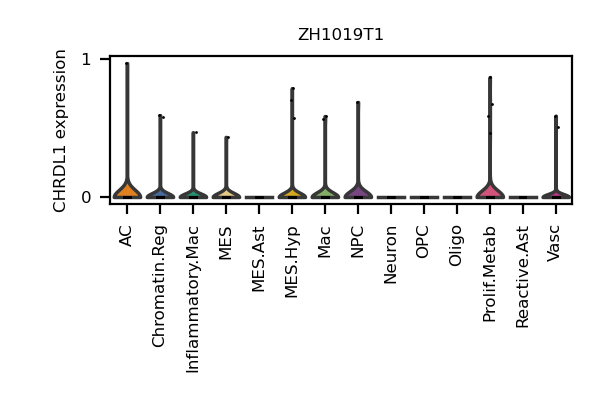 ZH1019T1
CHRDL1 expression
1
0
AC
Chromatin.Reg
Inflammatory.Mac
MES
MES.Ast
MES.Hyp
Mac
NPC
Neuron
OPC
Oligo
Prolif.Metab
Reactive.Ast
Vasc